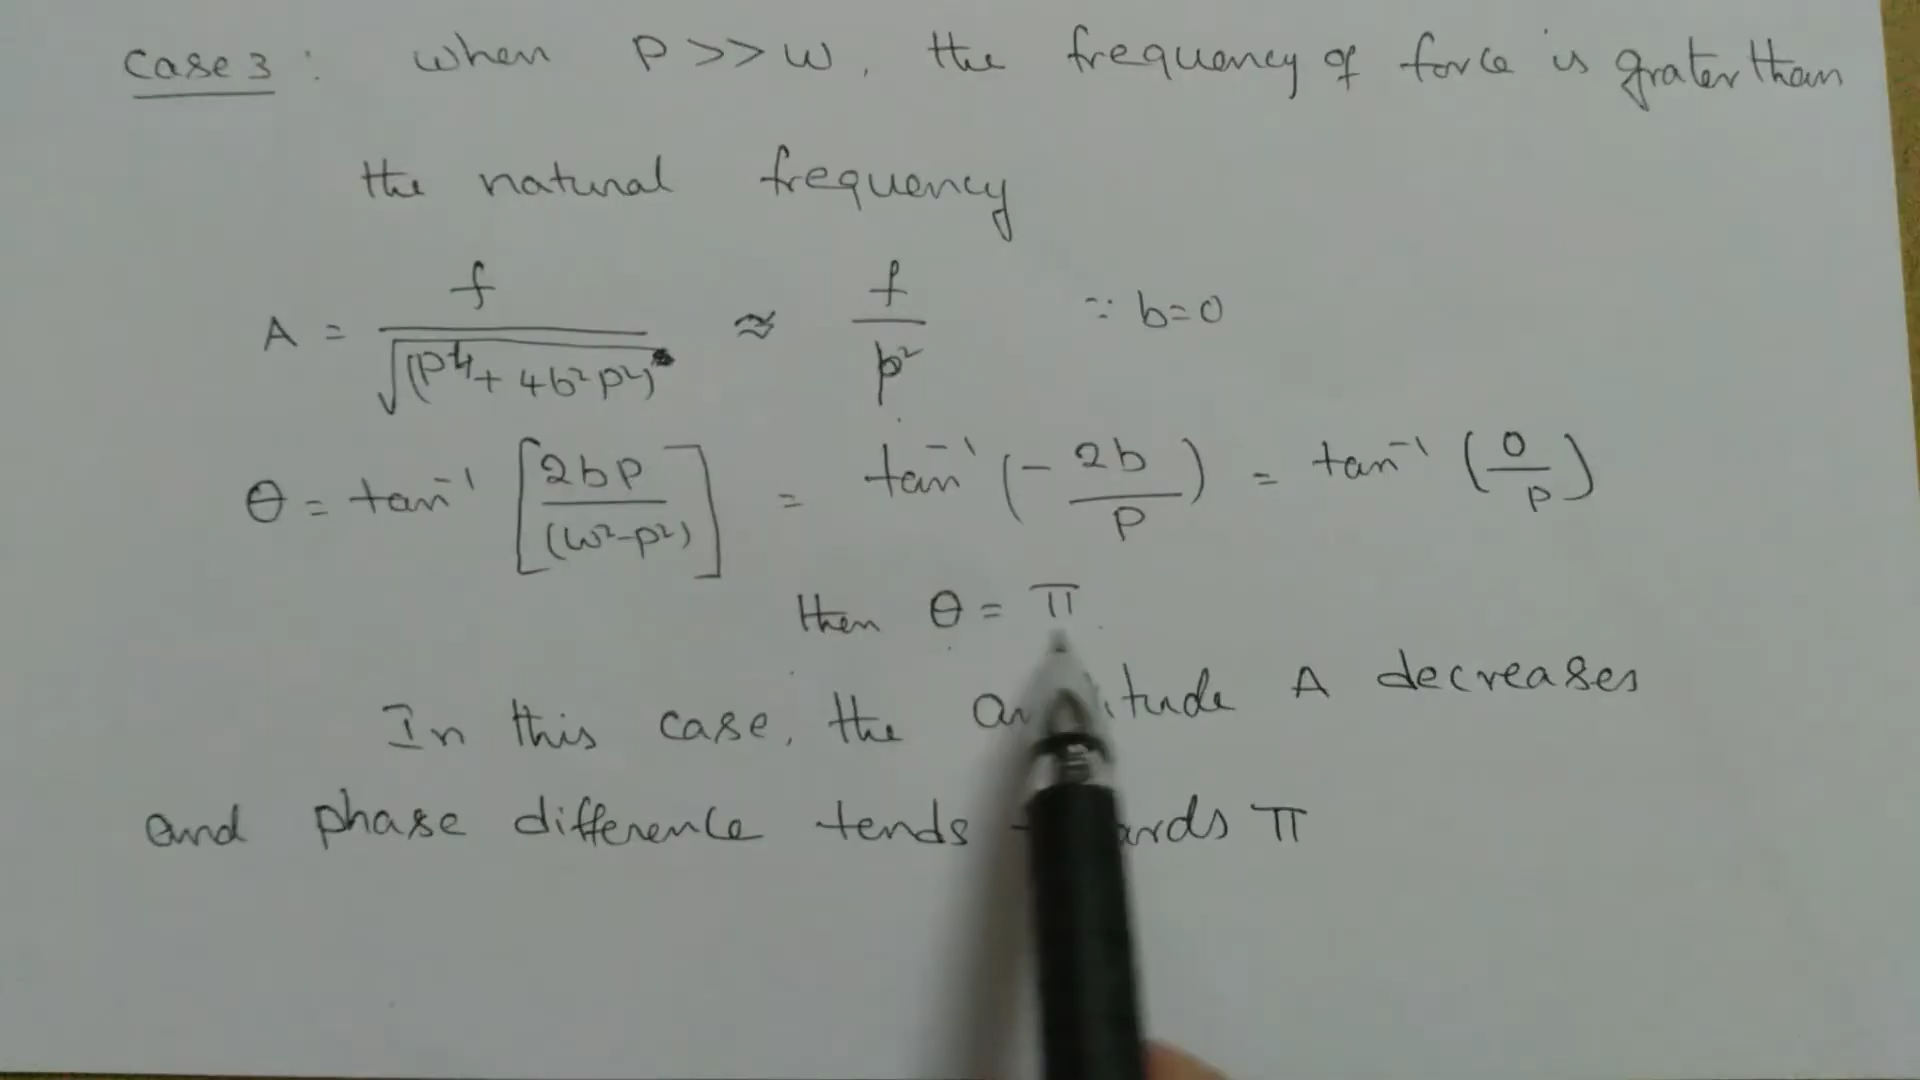 Case 3 : when P >> ω, the frequency of force is grater than
the natural frequency
A = f / √(P⁴ + 4b²P²) ≈ f / p² ∵ b=0
θ = tan⁻¹ [2bP / (ω²-P²)] = tan⁻¹ (- 2b / P) = tan⁻¹ (0 / P)
then θ = π
In this case, the A decreases
and phase difference tends π